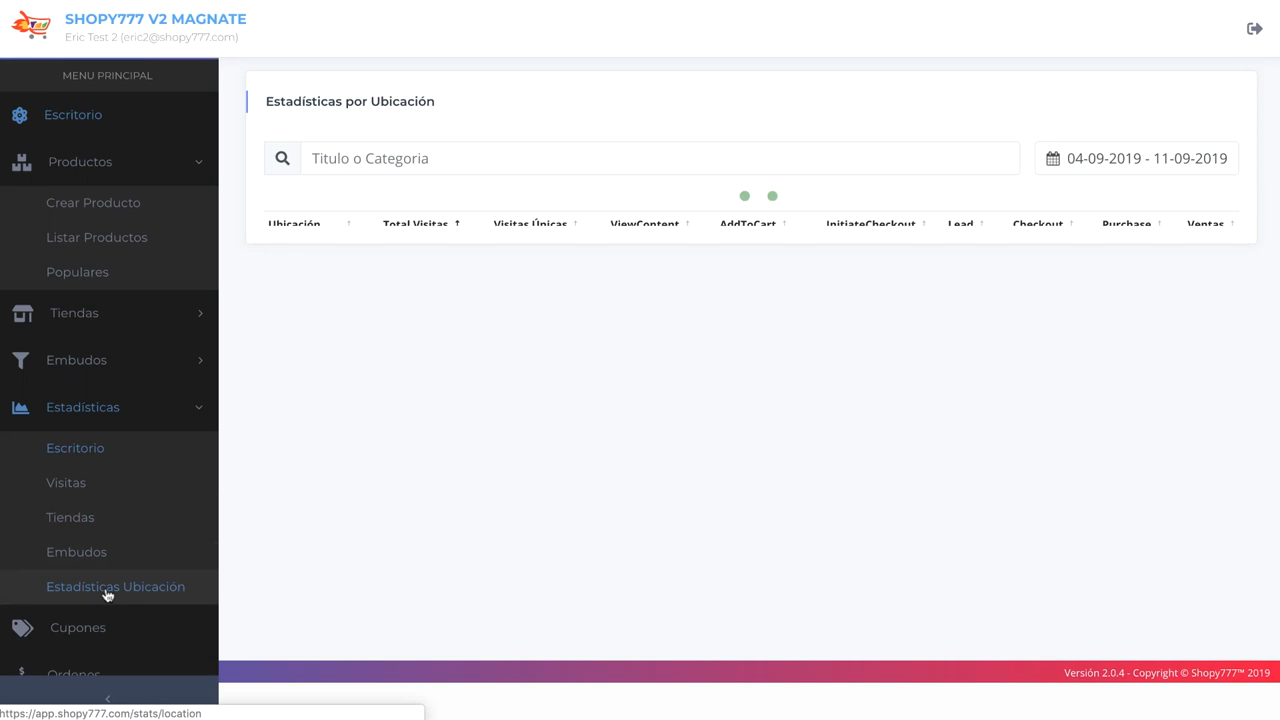 SHOPY777 V2 MAGNATE
Eric Test 2 (eric2@shopy777.com)
MENU PRINCIPAL
Escritorio
Productos
Crear Producto
Listar Productos
Populares
Tiendas
Embudos
Estadísticas
Escritorio
Visitas
Tiendas
Embudos
Estadísticas Ubicación
Cupones
Ordenes
https://app.shopy777.com/stats/location
Estadísticas por Ubicación
Titulo o Categoria
04-09-2019 - 11-09-2019
Ubicación Total Visitas Visitas Únicas ViewContent AddToCart InitiateCheckout Lead Checkout Purchase Ventas
Versión 2.0.4 - Copyright © Shopy777™ 2019